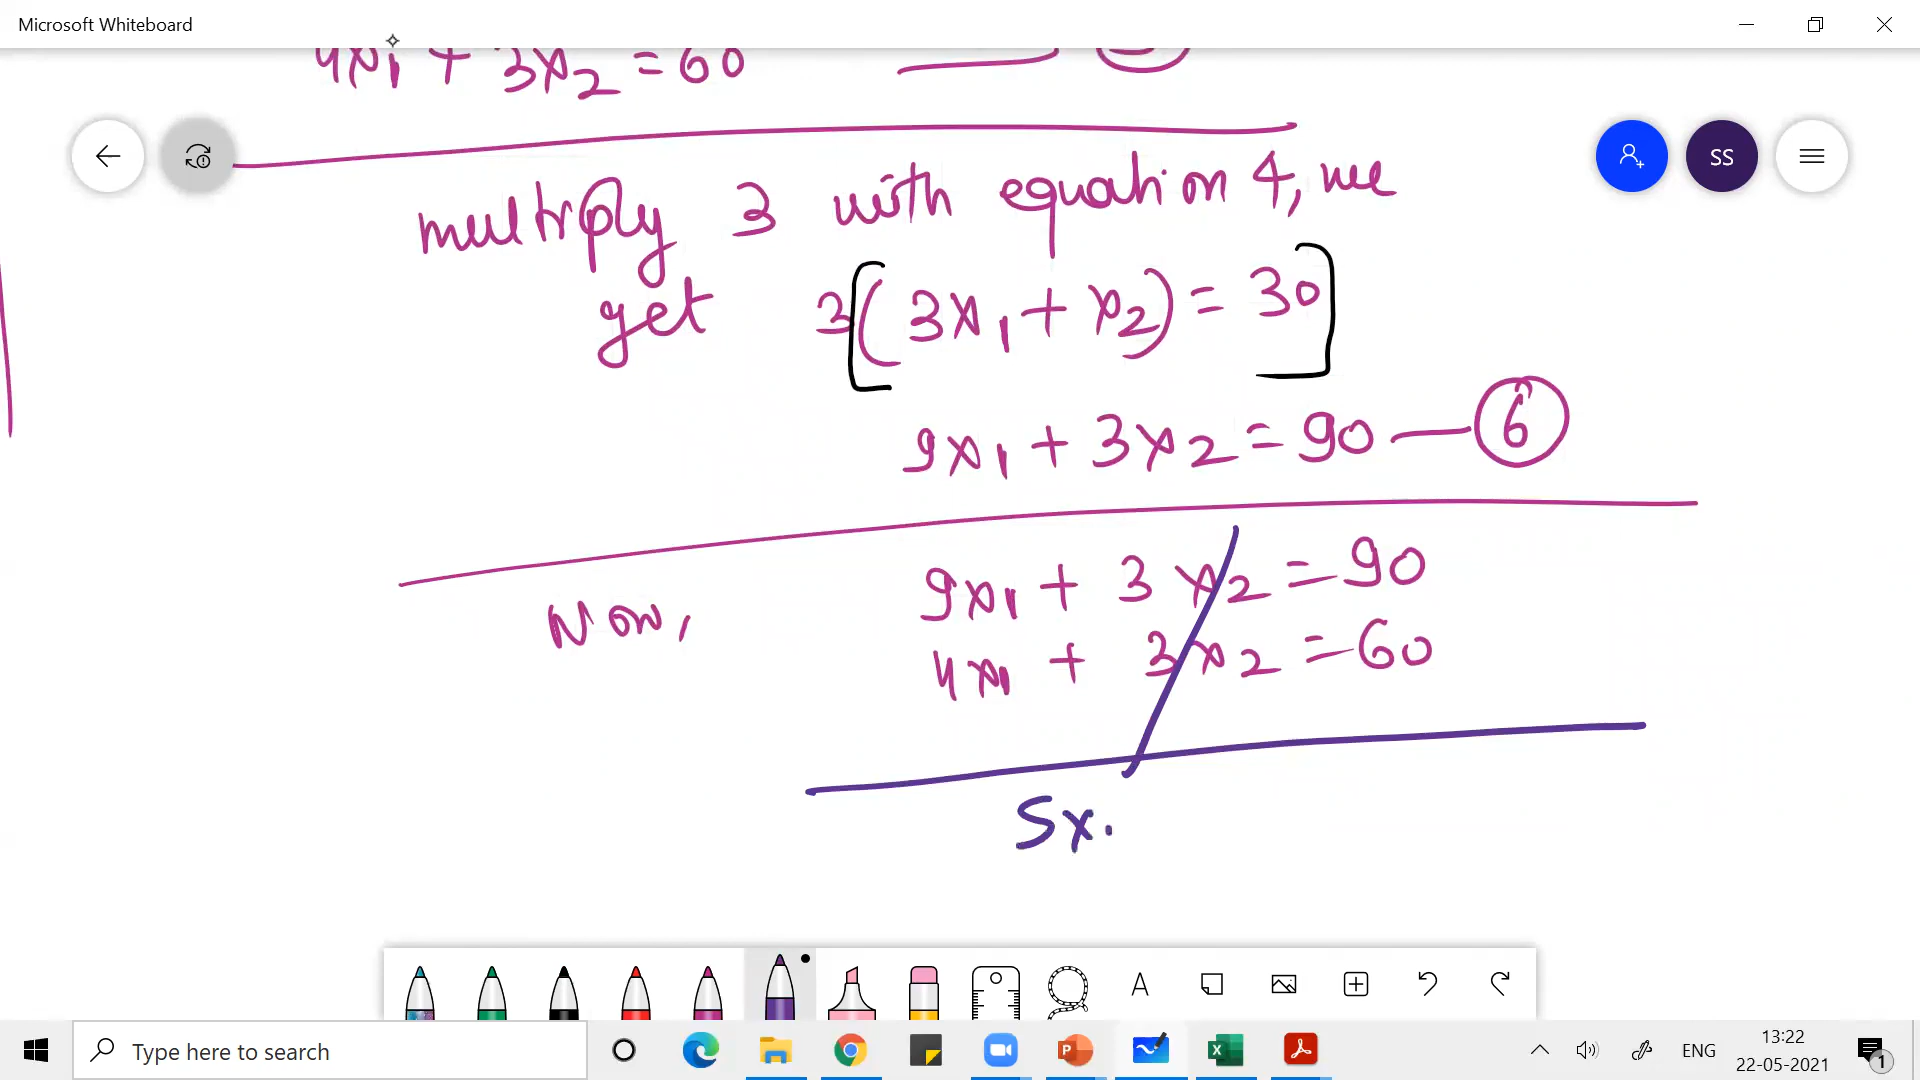 Microsoft Whiteboard
4x1 + 3x2 = 60
SS
multiply 3 with equation 4, we
get 3[(3x1 + x2) = 30]
9x1 + 3x2 = 90 — 6
9x1 + 3x2 = 90
Now,
4x1 + 3x2 = 60
5x
Type here to search
ENG
13:22
22-05-2021
1